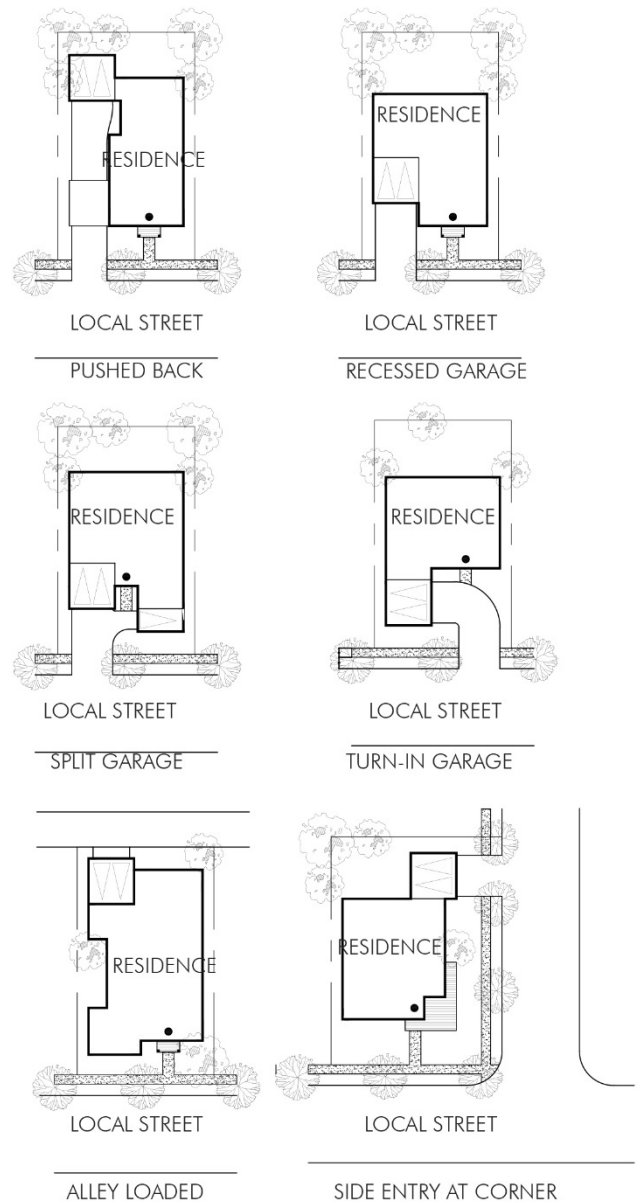 RESIDENCE
RESIDENCE
LOCAL STREET
LOCAL STREET
PUSHED BACK
RECESSED GARAGE
RESIDENCE
RESIDENCE
LOCAL STREET
LOCAL STREET
SPLIT GARAGE
TURN-IN GARAGE
RESIDENCE
RESIDENCE
LOCAL STREET
LOCAL STREET
ALLEY LOADED
SIDE ENTRY AT CORNER